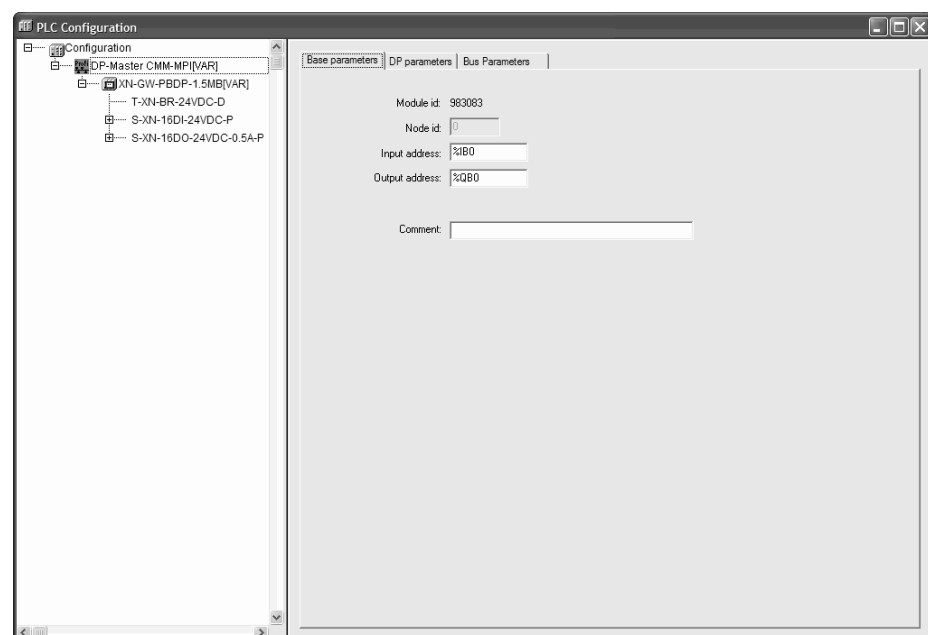 PLC Configuration
Configuration
DP-Master CMM-MPI[VAR]
XN-GW-PBDP-1.5MB[VAR]
T-XN-BR-24VDC-D
S-XN-16DI-24VDC-P
S-XN-16DO-24VDC-0.5A-P
Base parameters DP parameters Bus Parameters
Module id: 983083
Node id: 0
Input address: %IB0
Output address: %QB0
Comment: